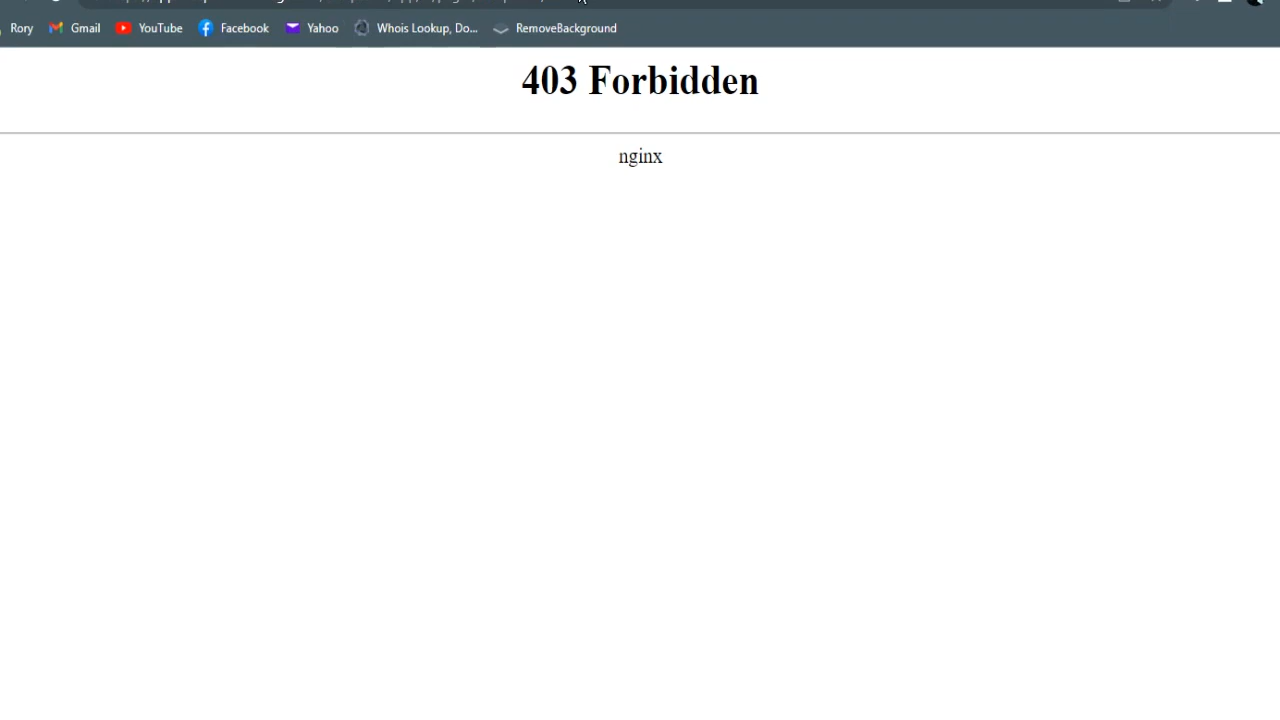 Rory Gmail YouTube Facebook Yahoo Whois Lookup, Do... RemoveBackground
403 Forbidden
nginx